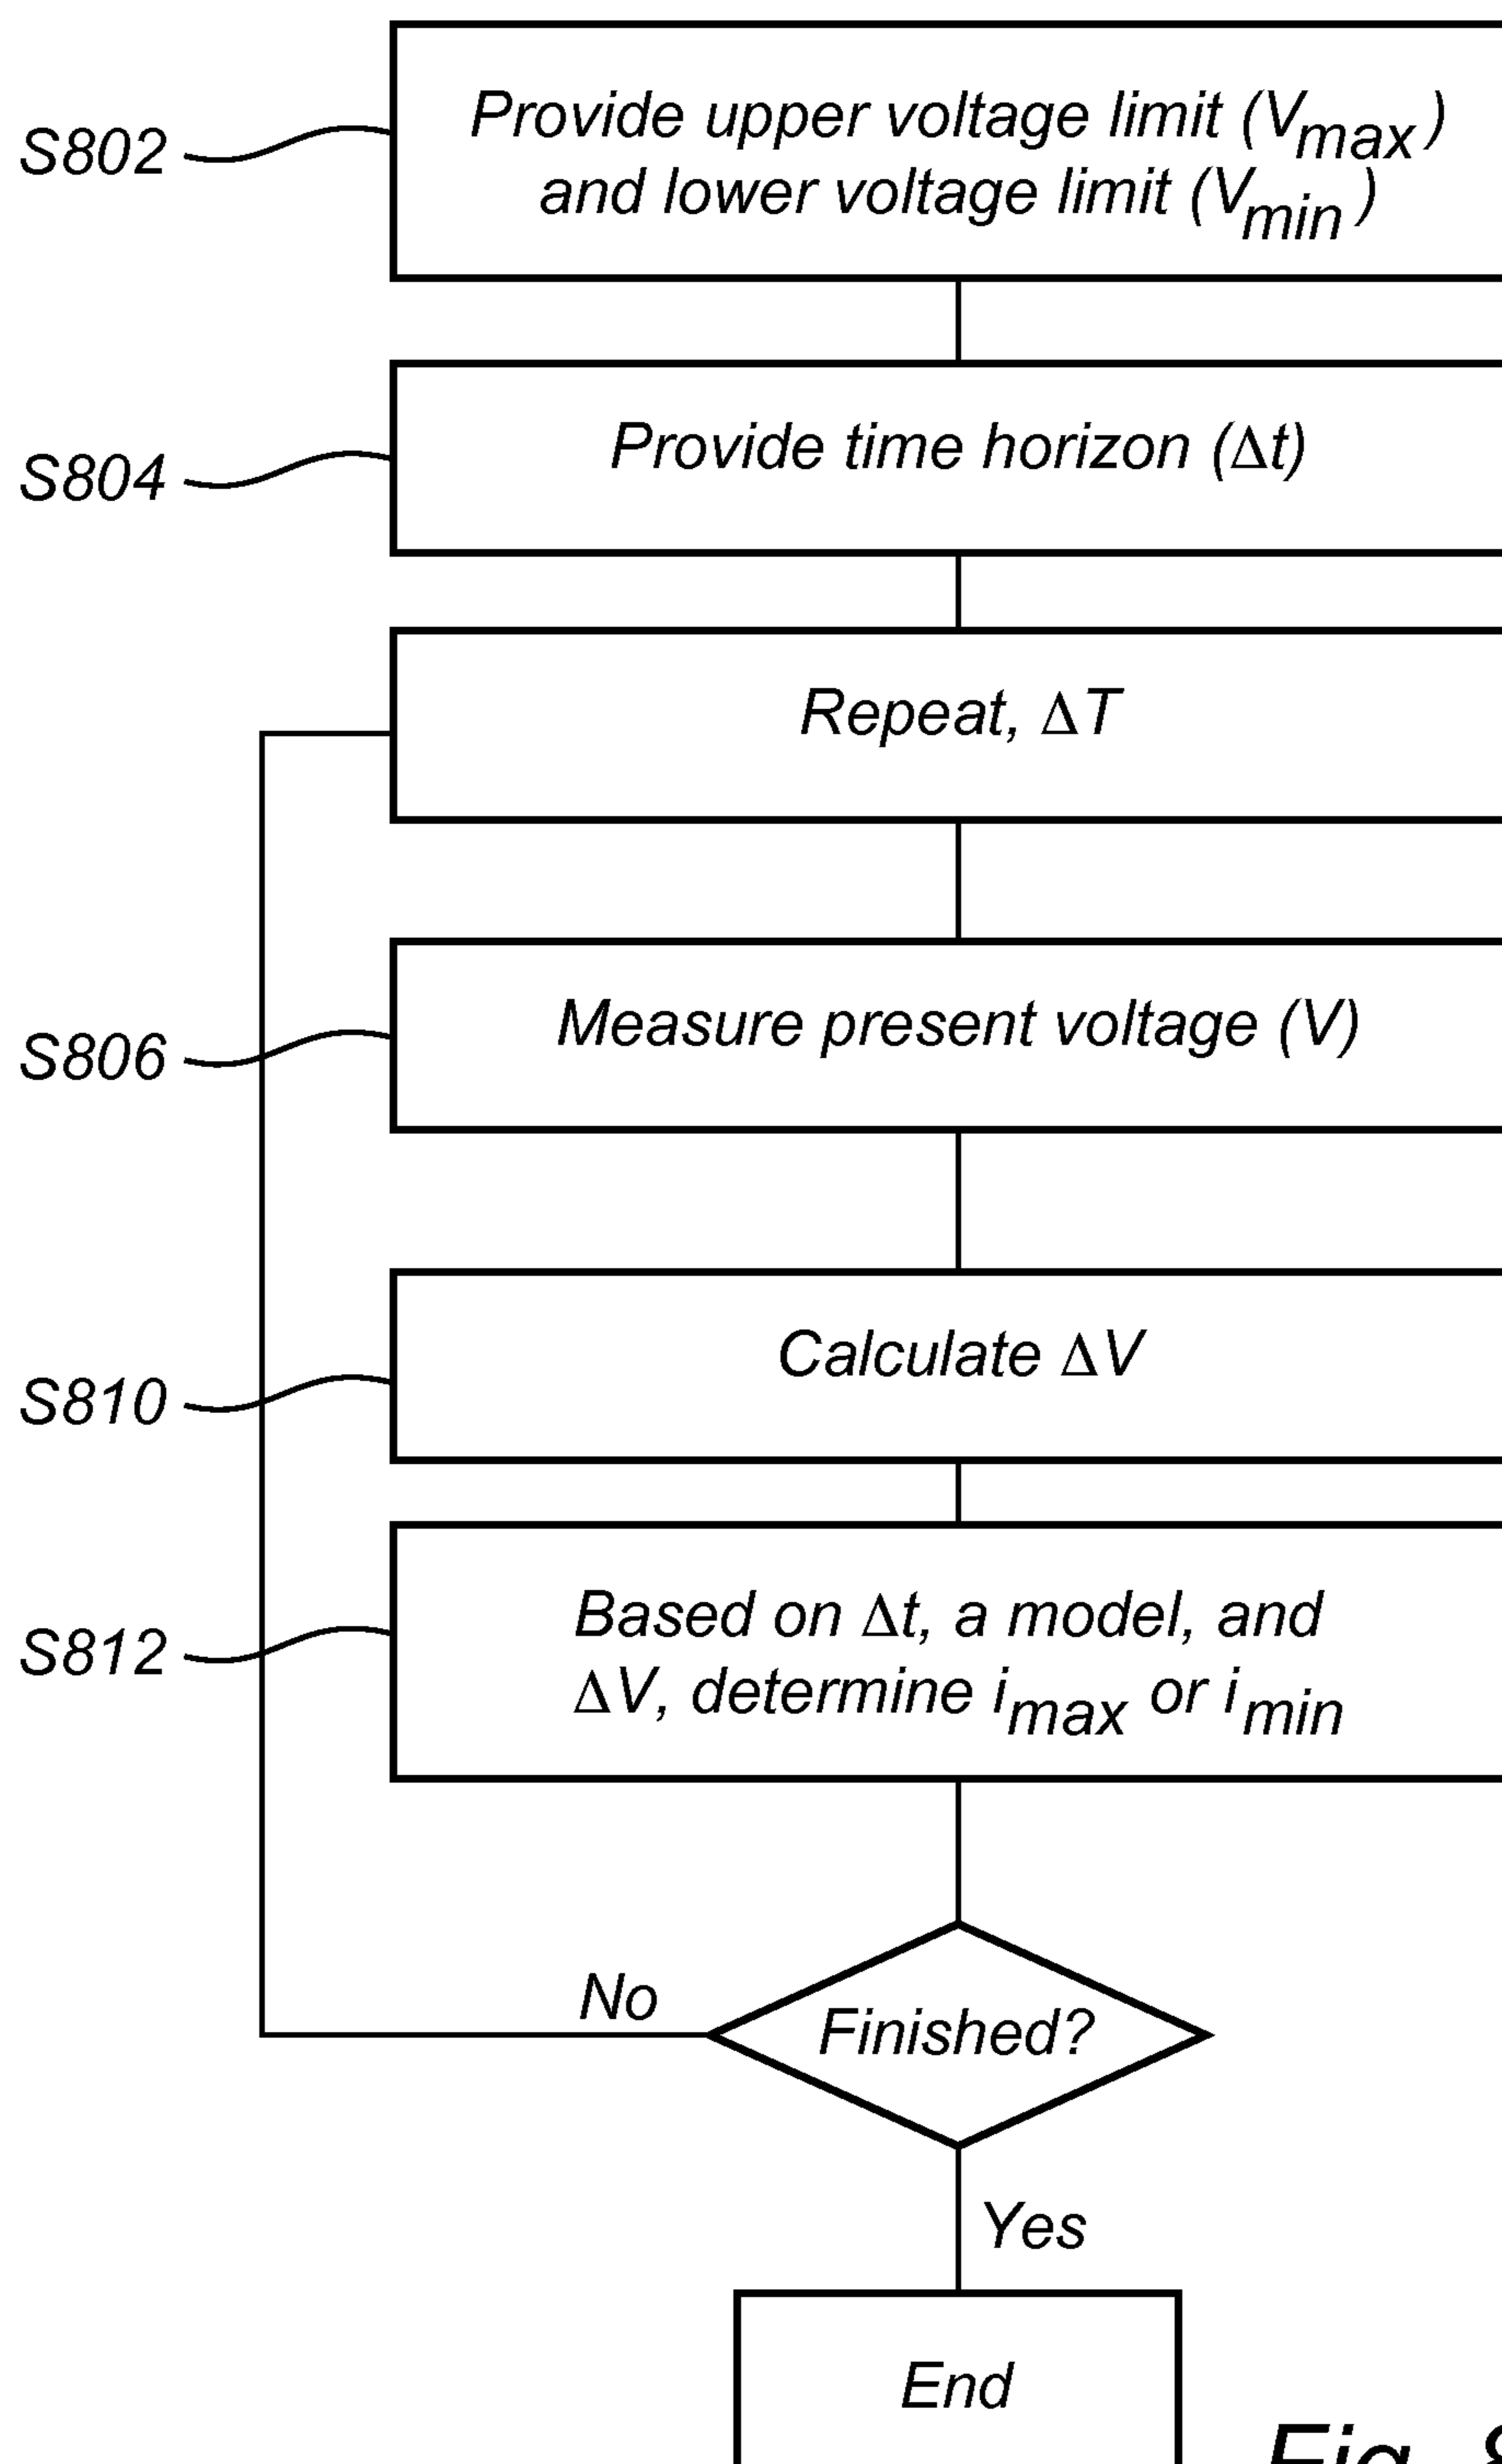 S802
Provide upper voltage limit (Vmax)
and lower voltage limit (Vmin)
S804
Provide time horizon (Δt)
Repeat, ΔT
S806
Measure present voltage (V)
S810
Calculate ΔV
S812
Based on Δt, a model, and
ΔV, determine imax or imin
Finished?
No
Yes
End
Fig.